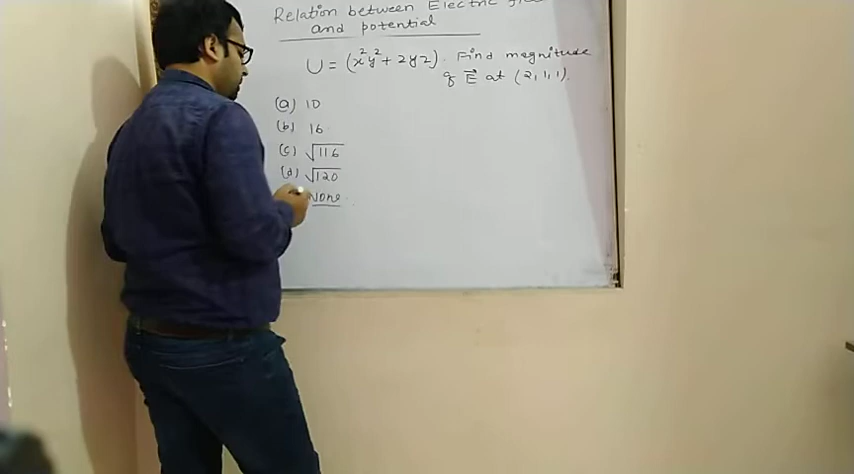 Relation between Electric
and potential
U = (x²y² + 2yz). Find magnitude
of E⃗ at (2,1,1).
(a) 10
(b) 16
(c) √116
(d) √120
None